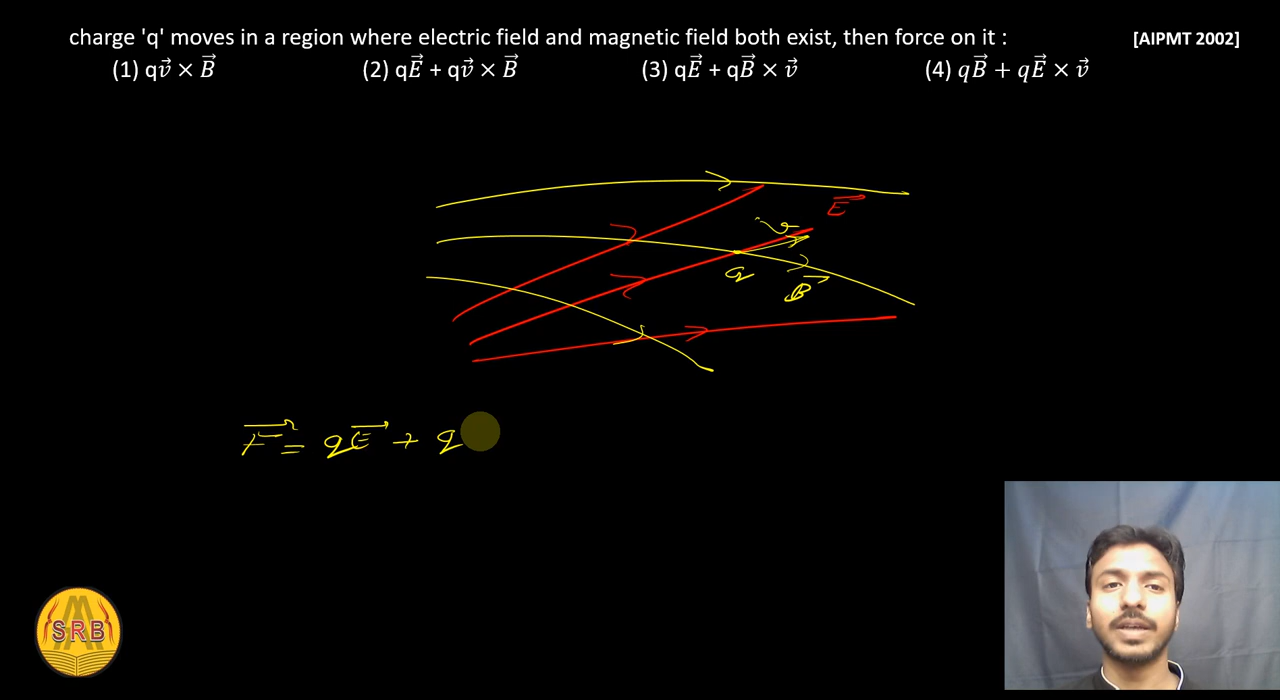 charge 'q' moves in a region where electric field and magnetic field both exist, then force on it : [AIPMT 2002]
(1) qv⃗ × B⃗ (2) qE⃗ + qv⃗ × B⃗ (3) qE⃗ + qB⃗ × v⃗ (4) qB⃗ + qE⃗ × v⃗
E⃗
v⃗
q
B⃗
F⃗ = qE⃗ + q
SRB